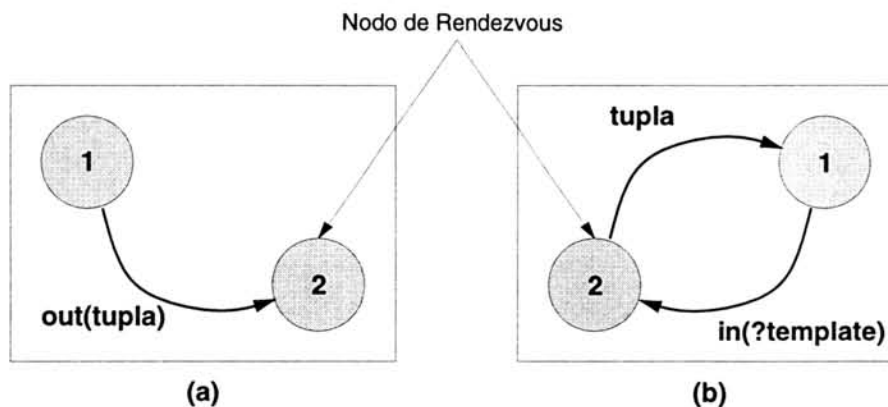 Nodo de Rendezvous
1
2
out(tupla)
(a)
tupla
1
2
in(?template)
(b)